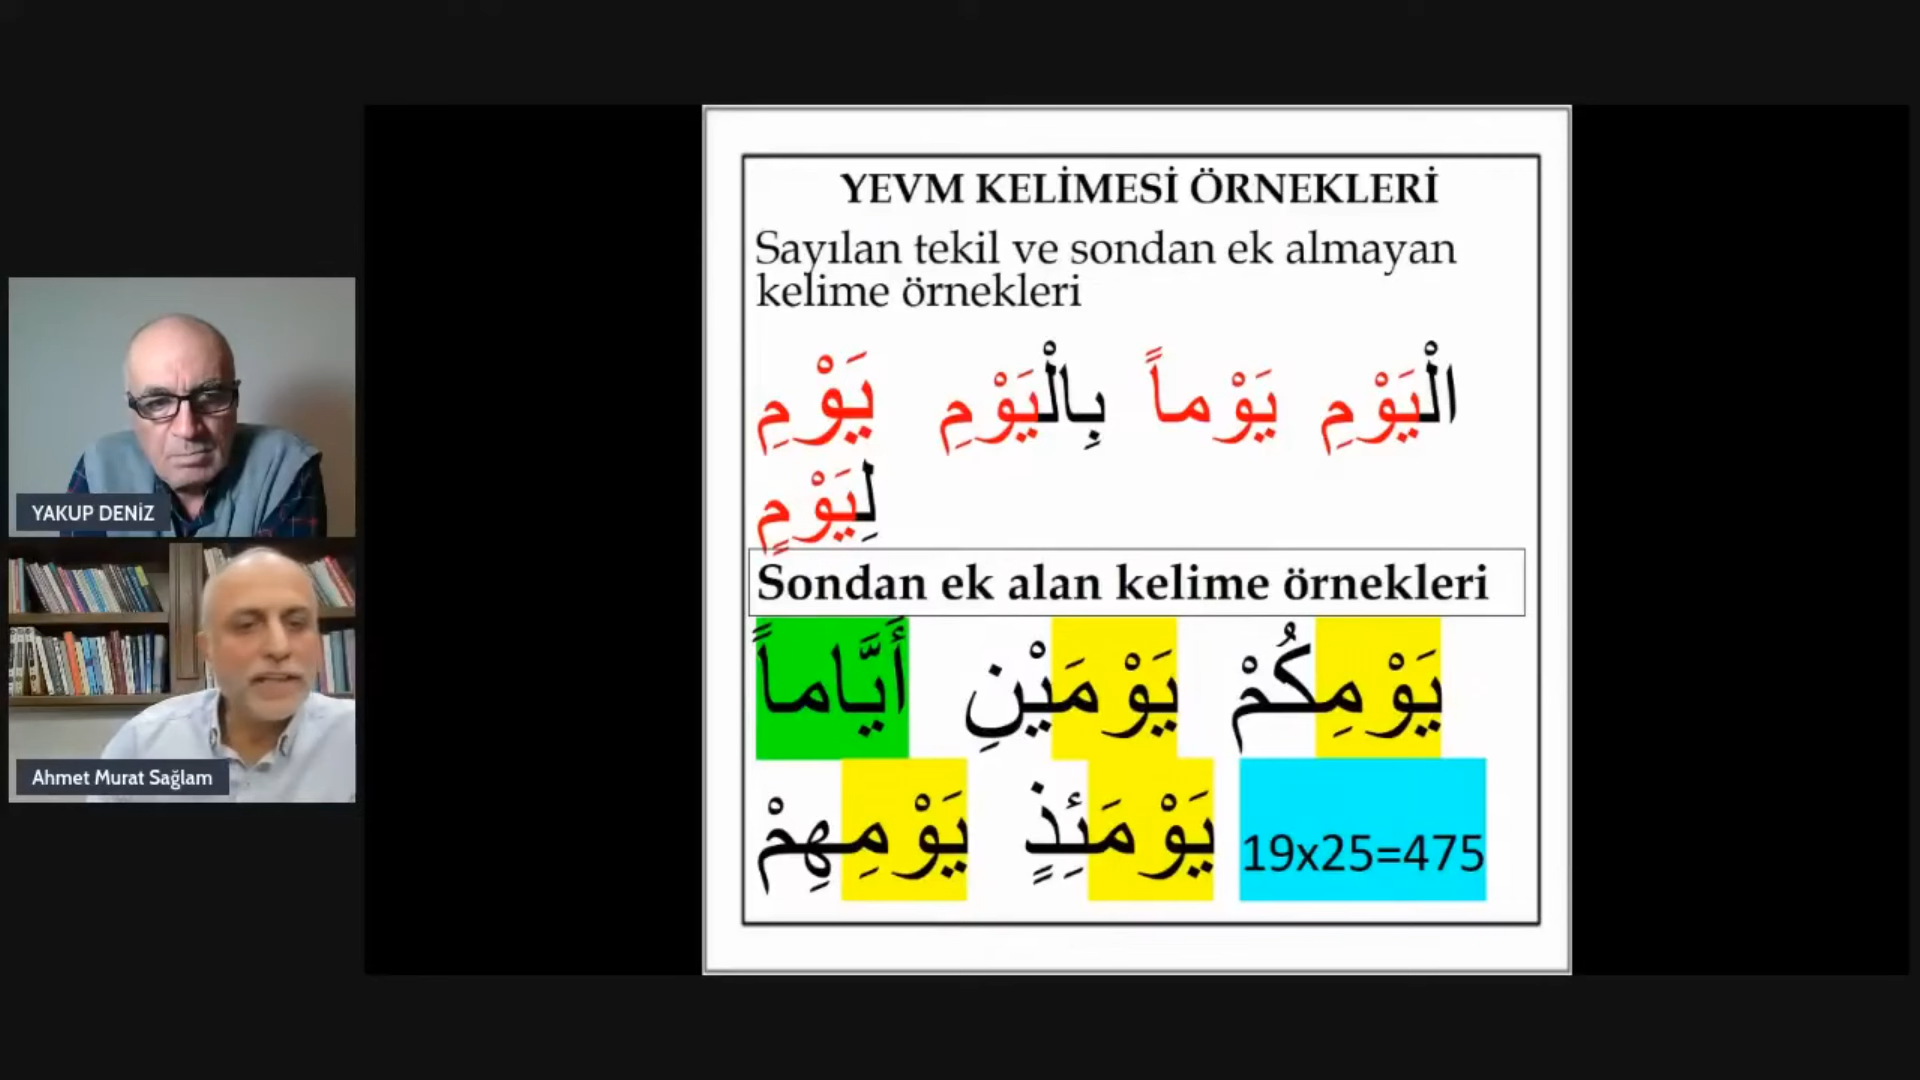 YEVM KELİMESİ ÖRNEKLERİ
Sayılan tekil ve sondan ek almayan
kelime örnekleri
الْيَوْمِ يَوْماً بِالْيَوْمِ يَوْمِ
لِيَوْمٍ
Sondan ek alan kelime örnekleri
يَوْمِكُمْ يَوْمَيْنِ أَيَّاماً
19x25=475 يَوْمَئِذٍ يَوْمِهِمْ
YAKUP DENİZ
Ahmet Murat Sağlam